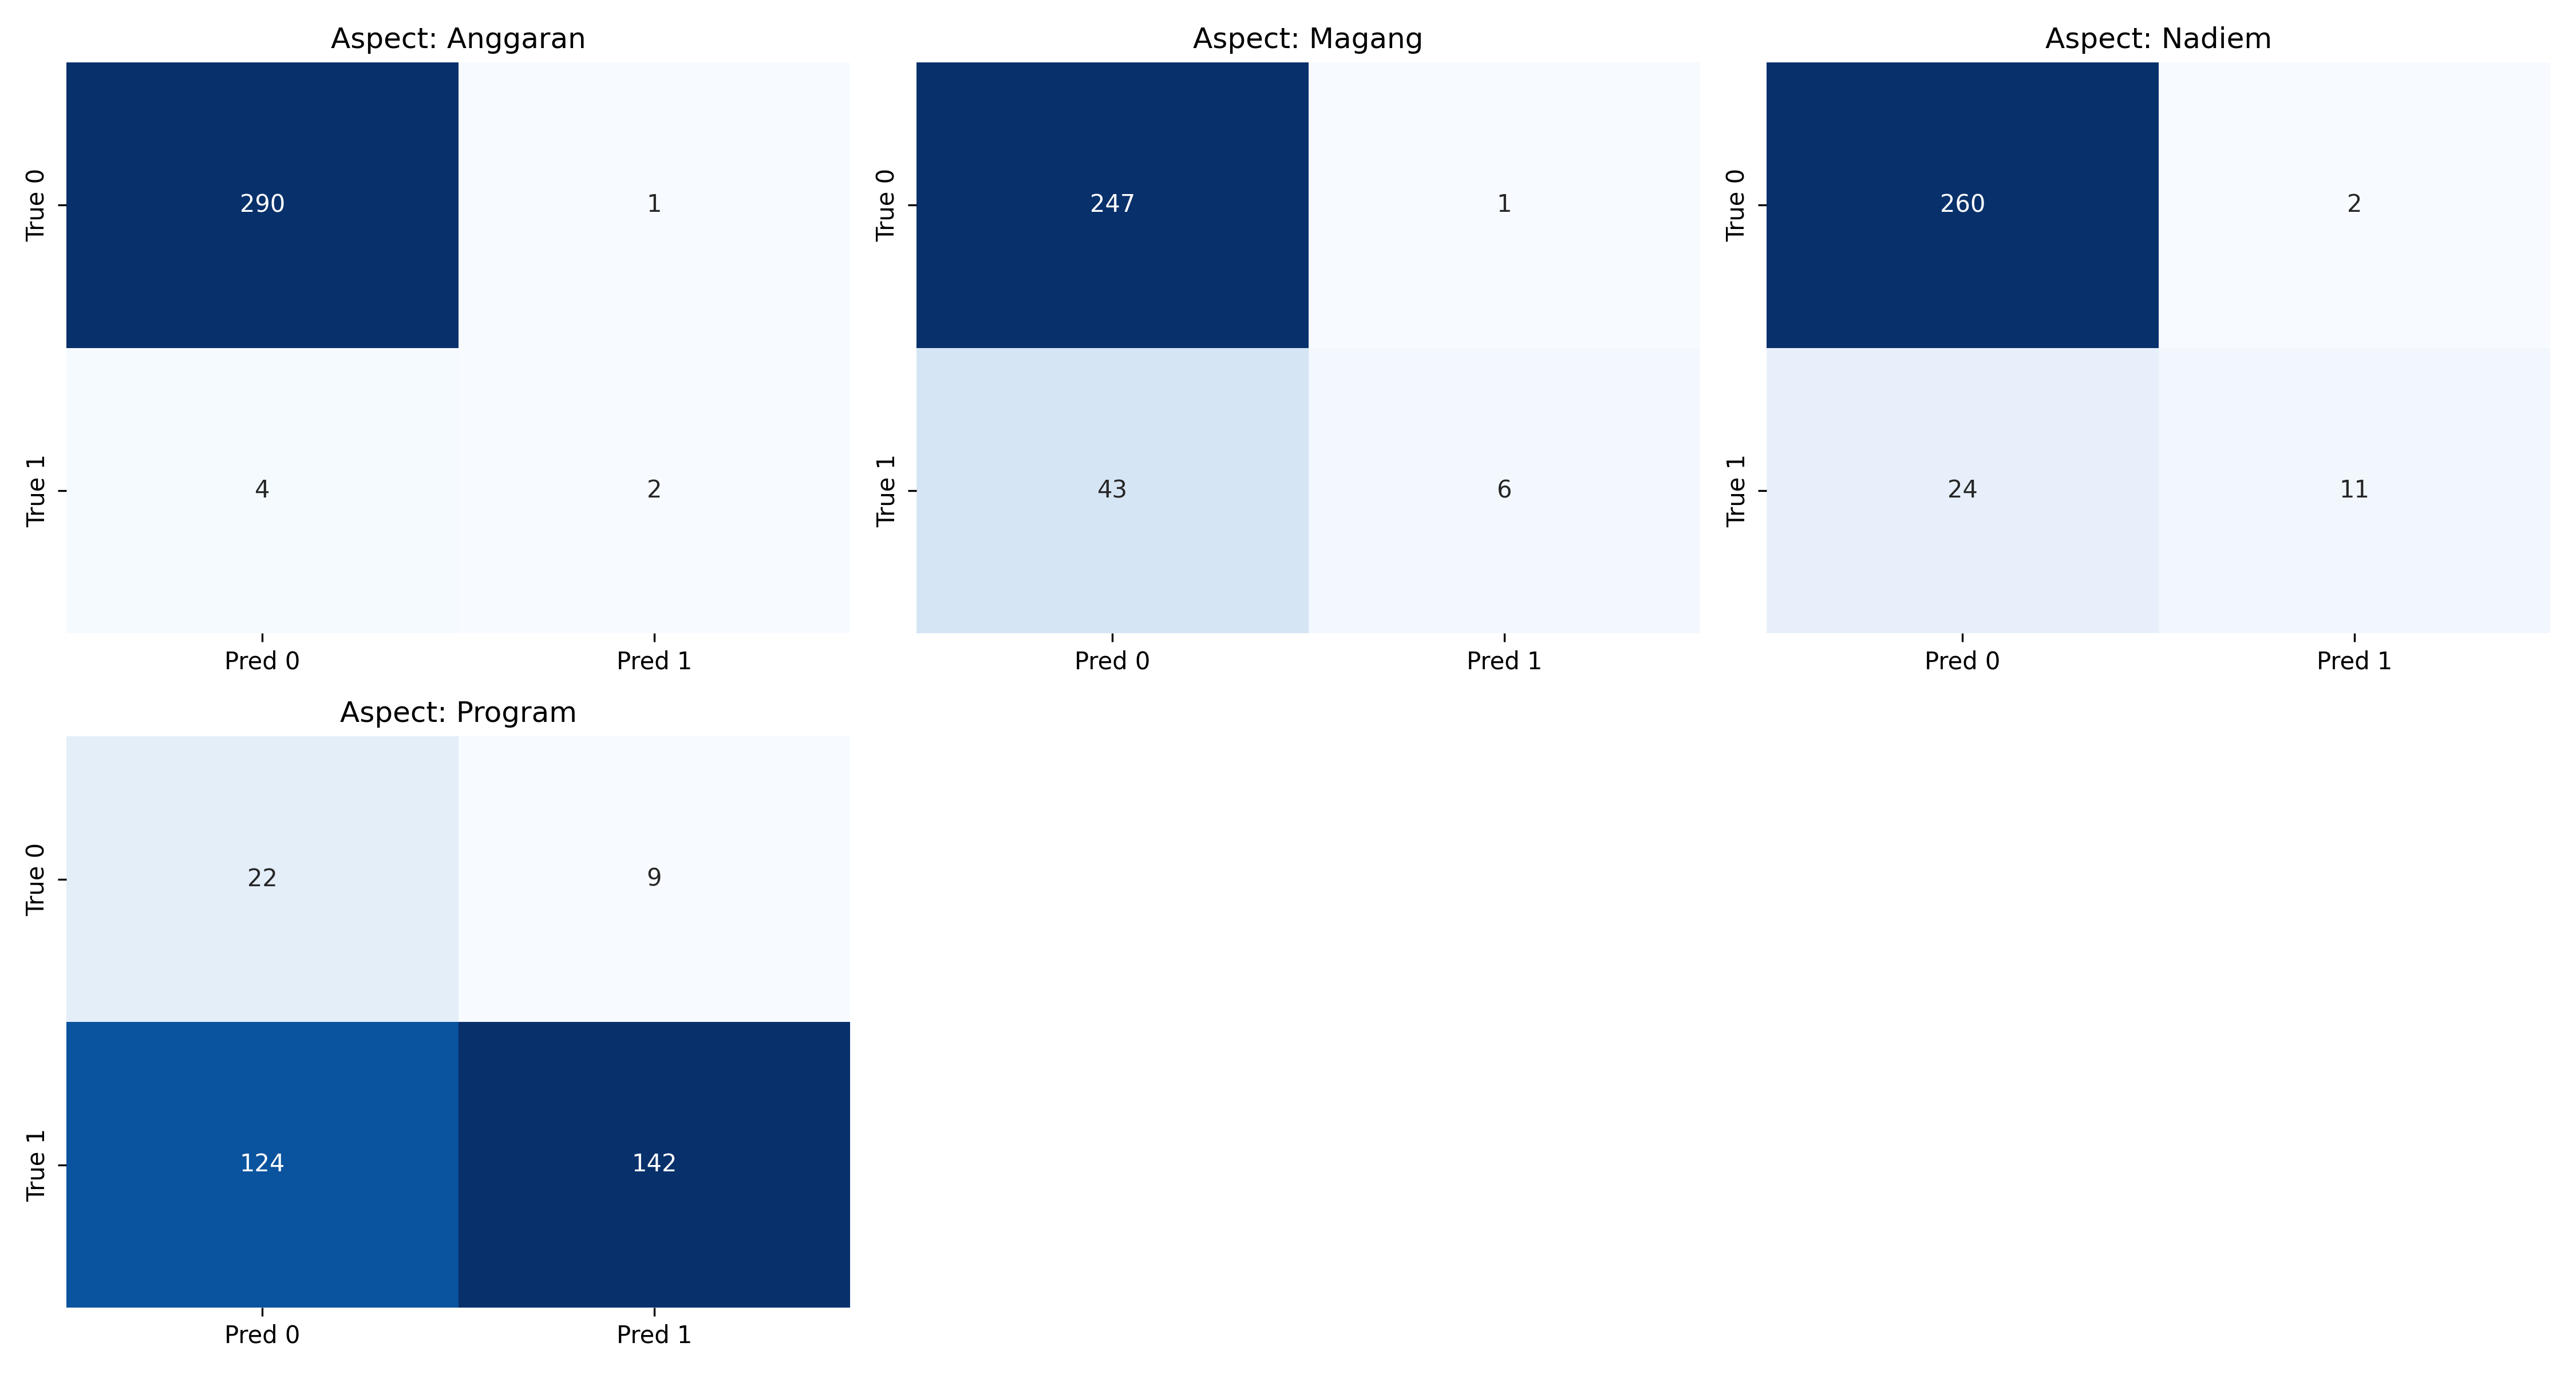 Aspect: Anggaran
True 0
290
1
True 1
4
2
Pred 0
Pred 1
Aspect: Magang
True 0
247
1
True 1
43
6
Pred 0
Pred 1
Aspect: Nadiem
True 0
260
2
True 1
24
11
Pred 0
Pred 1
Aspect: Program
True 0
22
9
True 1
124
142
Pred 0
Pred 1